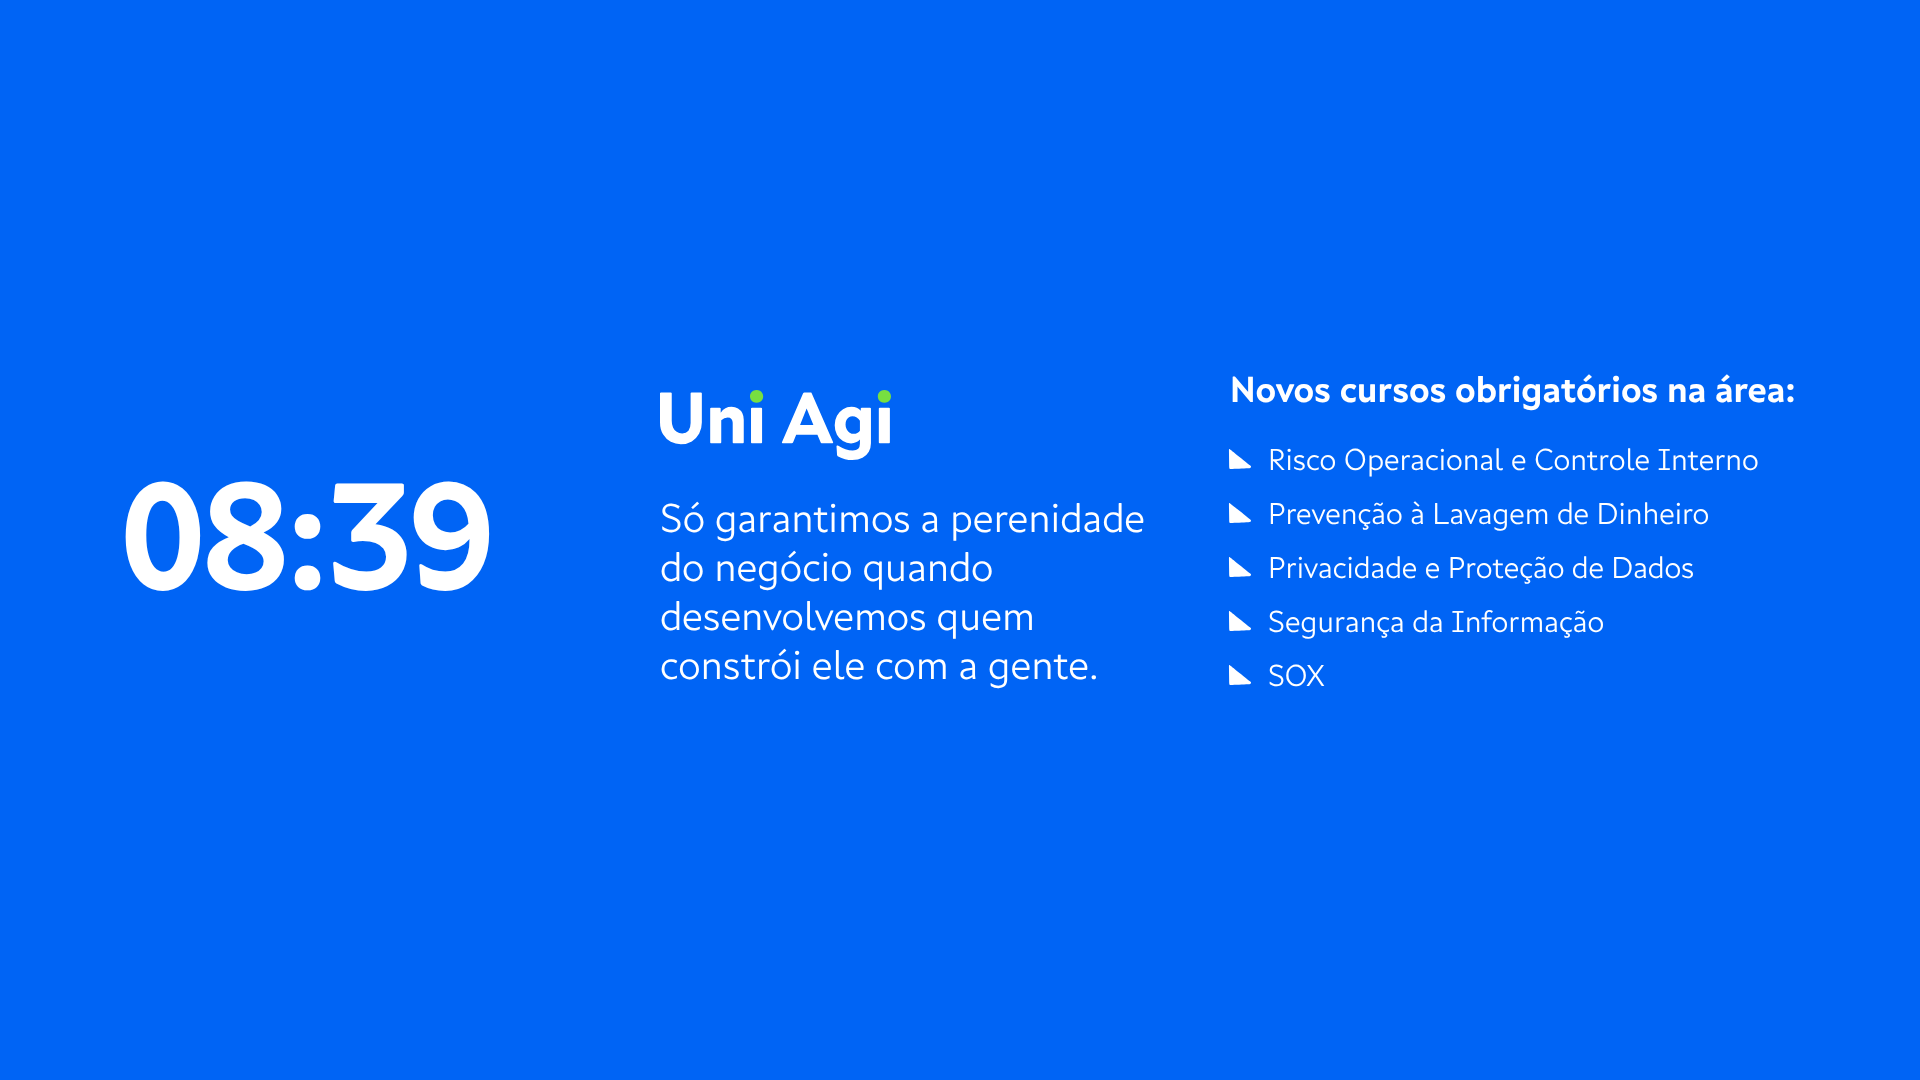 08:39
Uni Agi
Só garantimos a perenidade
do negócio quando
desenvolvemos quem
constrói ele com a gente.
Novos cursos obrigatórios na área:
Risco Operacional e Controle Interno
Prevenção à Lavagem de Dinheiro
Privacidade e Proteção de Dados
Segurança da Informação
SOX